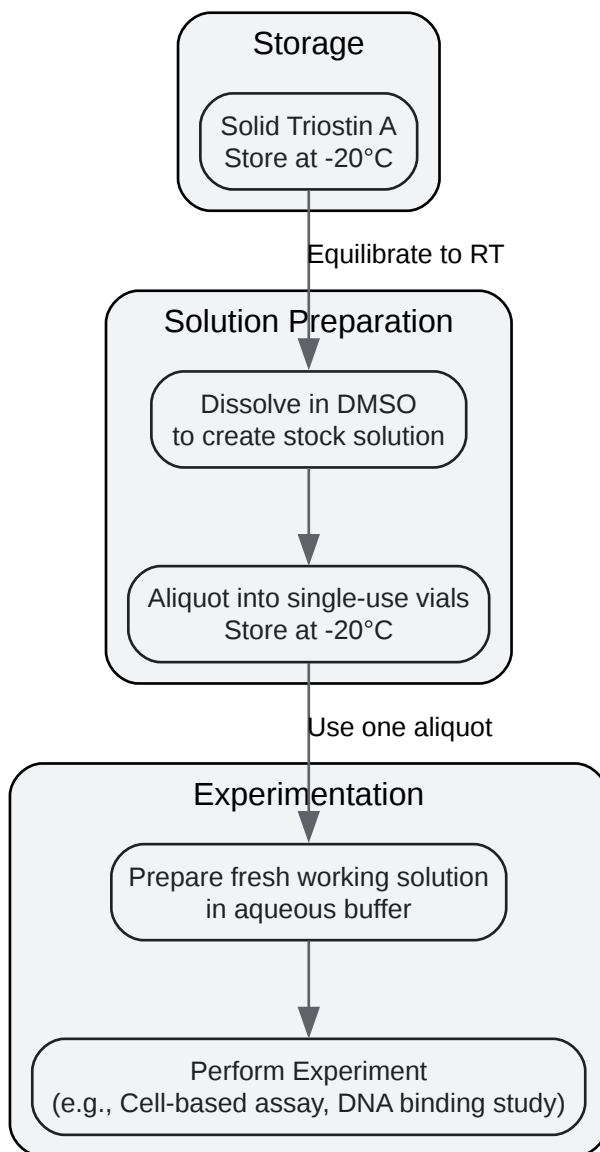 Storage
Solid Triostin A
Store at -20°C
Equilibrate to RT
Solution Preparation
Dissolve in DMSO
to create stock solution
Aliquot into single-use vials
Store at -20°C
Use one aliquot
Experimentation
Prepare fresh working solution
in aqueous buffer
Perform Experiment
(e.g., Cell-based assay, DNA binding study)